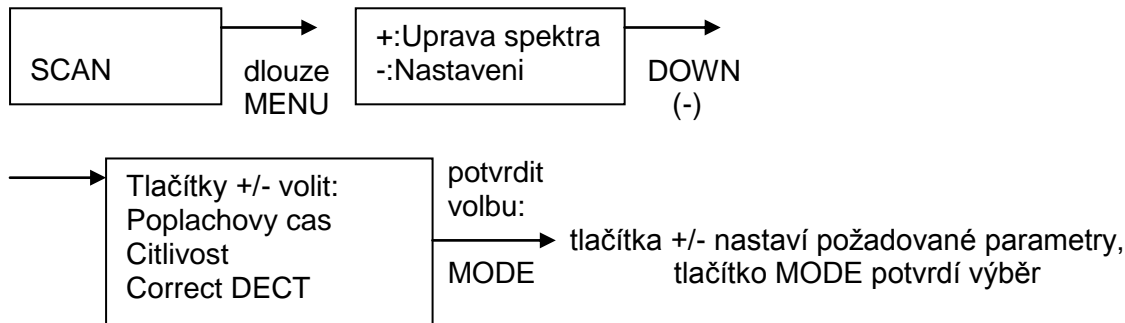 SCAN
dlouze
MENU
+:Uprava spektra
-:Nastaveni
DOWN
(-)
Tlačítky +/- volit:
Poplachovy cas
Citlivost
Correct DECT
potvrdit
volbu:
MODE
tlačítka +/- nastaví požadované parametry,
tlačítko MODE potvrdí výběr